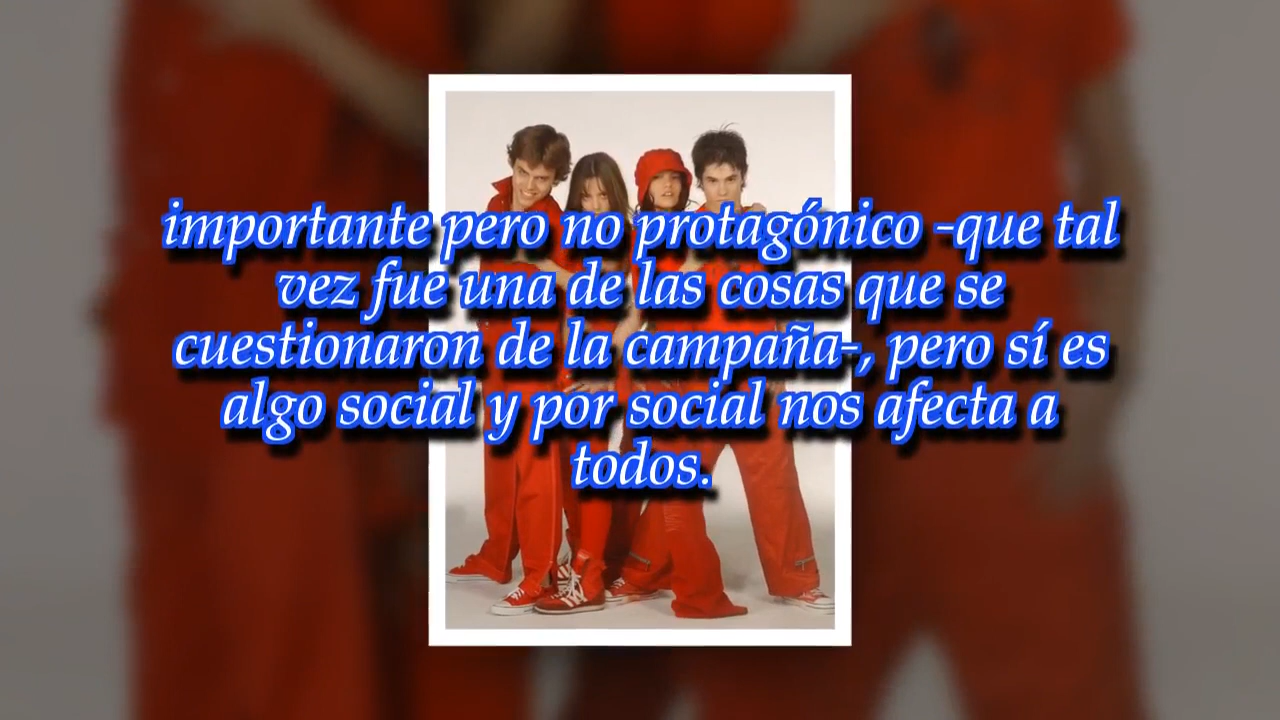 importante pero no protagónico -que tal
vez fue una de las cosas que se
cuestionaron de la campaña-, pero sí es
algo social y por social nos afecta a
todos.